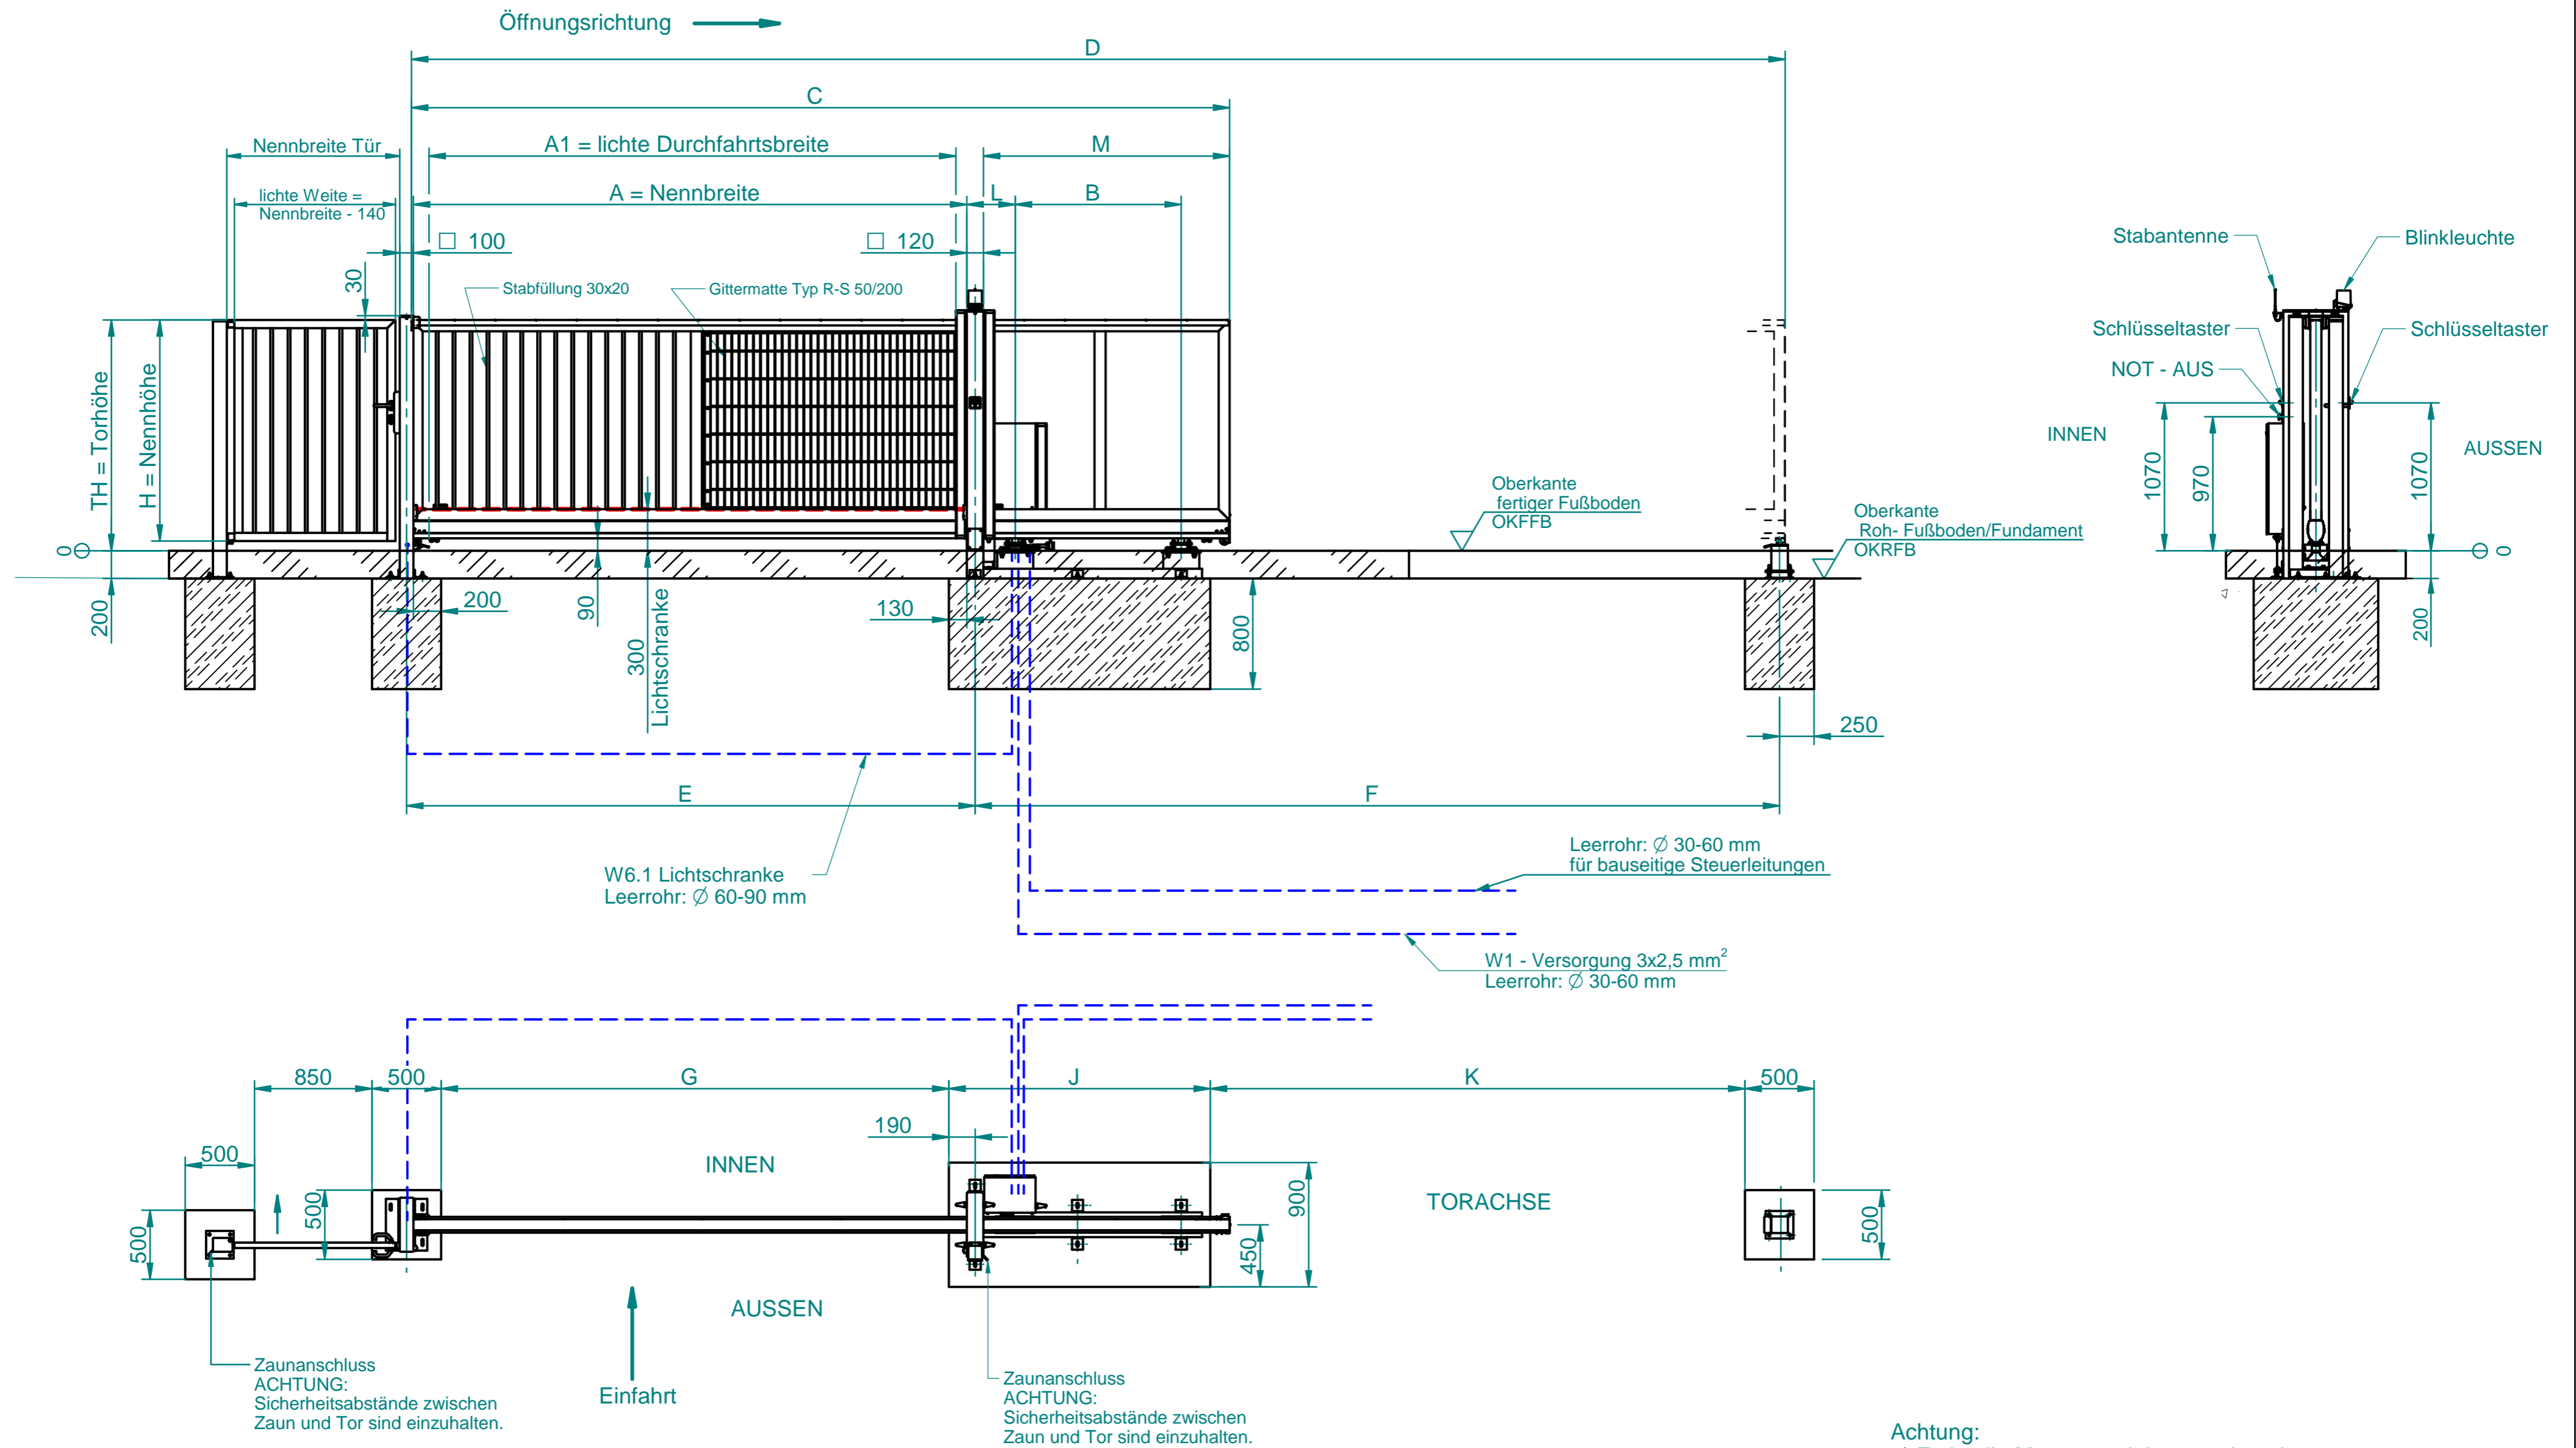 Öffnungsrichtung
D
C
Nennbreite Tür
A1 = lichte Durchfahrtsbreite
M
lichte Weite =
Nennbreite - 140
A = Nennbreite
L
B
□ 100
□ 120
30
Stabfüllung 30x20
Gittermatte Typ R-S 50/200
TH = Torhöhe
H = Nennhöhe
0
200
200
90
300
Lichtschranke
130
800
Oberkante
fertiger Fußboden
OKFFB
Oberkante
Roh- Fußboden/Fundament
OKRFB
250
E
F
W6.1 Lichtschranke
Leerrohr: Ø 60-90 mm
Leerrohr: Ø 30-60 mm
für bauseitige Steuerleitungen
W1 - Versorgung 3x2,5 mm²
Leerrohr: Ø 30-60 mm
Stabantenne
Blinkleuchte
Schlüsseltaster
Schlüsseltaster
NOT - AUS
INNEN
AUSSEN
1070
970
1070
0
200
850
500
G
J
K
500
190
500
500
500
INNEN
900
450
TORACHSE
500
AUSSEN
Einfahrt
Zaunanschluss
ACHTUNG:
Sicherheitsabstände zwischen
Zaun und Tor sind einzuhalten.
Zaunanschluss
ACHTUNG:
Sicherheitsabstände zwischen
Zaun und Tor sind einzuhalten.
Achtung: